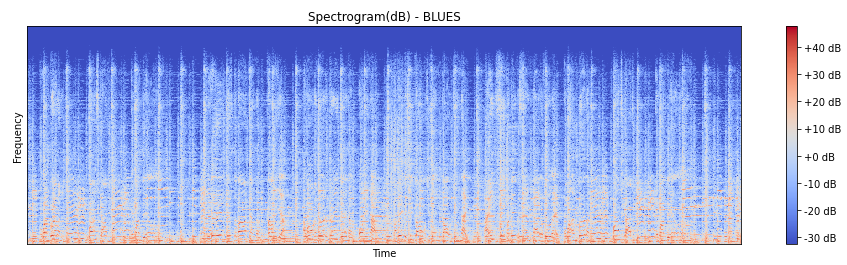 Spectrogram(dB) - BLUES
Frequency
Time
+40 dB
+30 dB
+20 dB
+10 dB
+0 dB
-10 dB
-20 dB
-30 dB